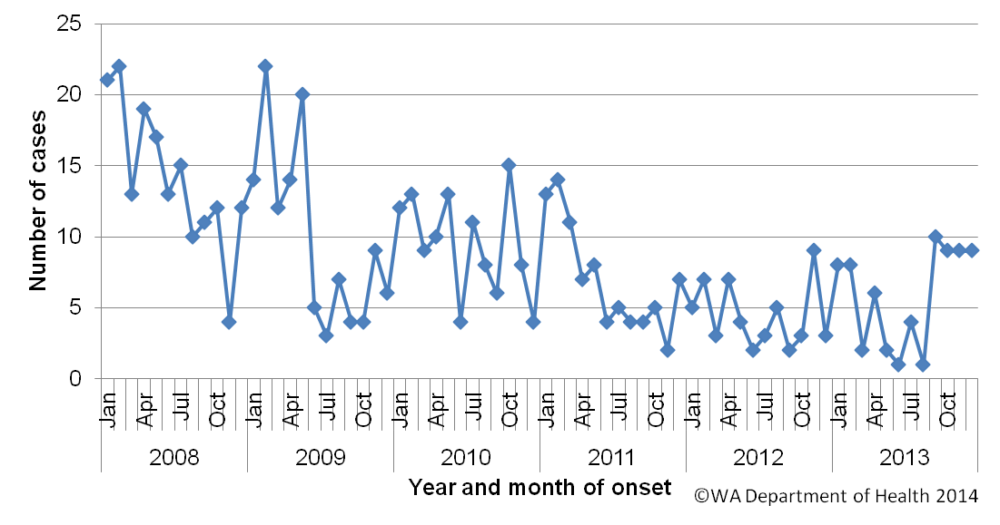 25
20
15
10
5
0
Number of cases
Jan Apr Jul Oct Jan Apr Jul Oct Jan Apr Jul Oct Jan Apr Jul Oct Jan Apr Jul Oct Jan Apr Jul Oct
2008 2009 2010 2011 2012 2013
Year and month of onset
©WA Department of Health 2014